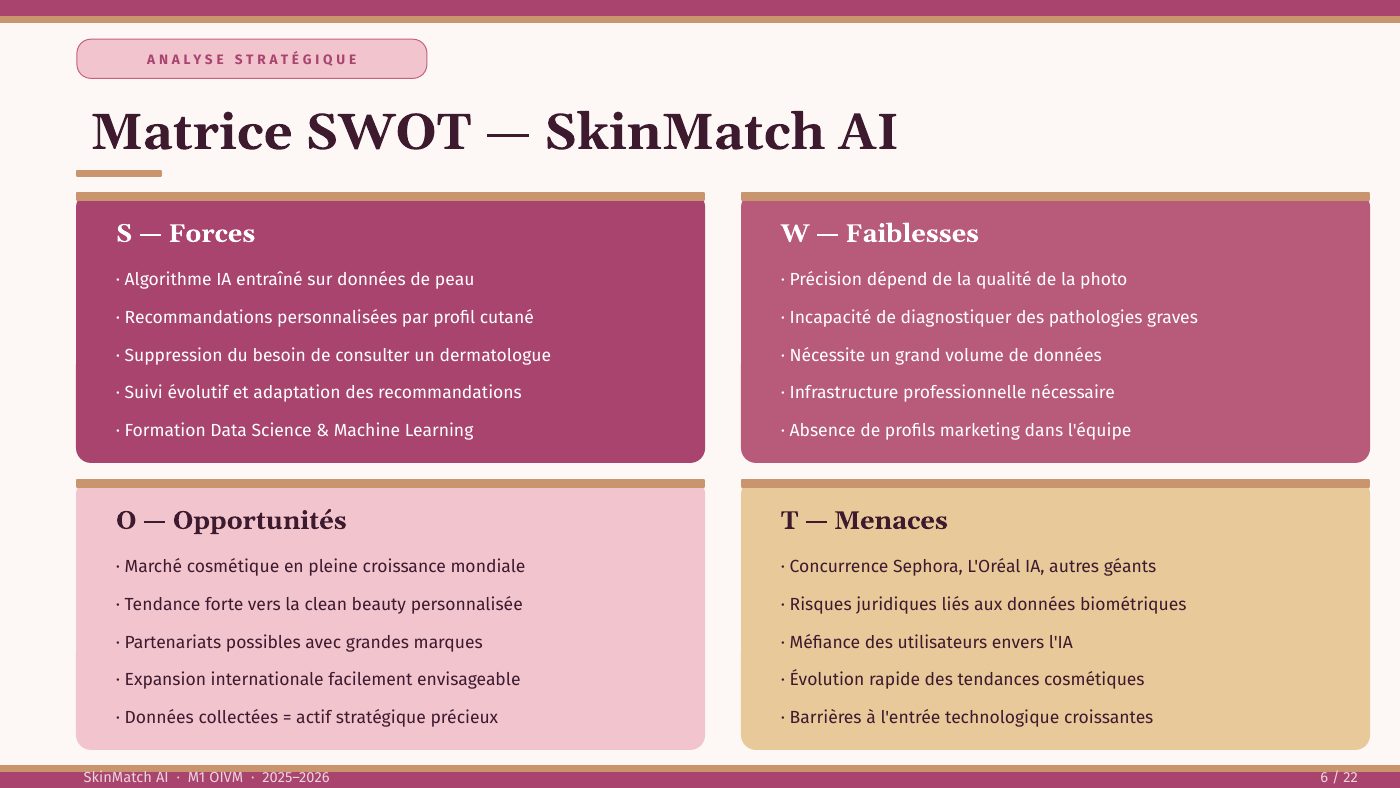 ANALYSE STRATÉGIQUE
Matrice SWOT — SkinMatch AI
S — Forces
· Algorithme IA entraîné sur données de peau
· Recommandations personnalisées par profil cutané
· Suppression du besoin de consulter un dermatologue
· Suivi évolutif et adaptation des recommandations
· Formation Data Science & Machine Learning
W — Faiblesses
· Précision dépend de la qualité de la photo
· Incapacité de diagnostiquer des pathologies graves
· Nécessite un grand volume de données
· Infrastructure professionnelle nécessaire
· Absence de profils marketing dans l'équipe
O — Opportunités
· Marché cosmétique en pleine croissance mondiale
· Tendance forte vers la clean beauty personnalisée
· Partenariats possibles avec grandes marques
· Expansion internationale facilement envisageable
· Données collectées = actif stratégique précieux
T — Menaces
· Concurrence Sephora, L'Oréal IA, autres géants
· Risques juridiques liés aux données biométriques
· Méfiance des utilisateurs envers l'IA
· Évolution rapide des tendances cosmétiques
· Barrières à l'entrée technologique croissantes
SkinMatch AI · M1 OIVM · 2025–2026
6 / 22